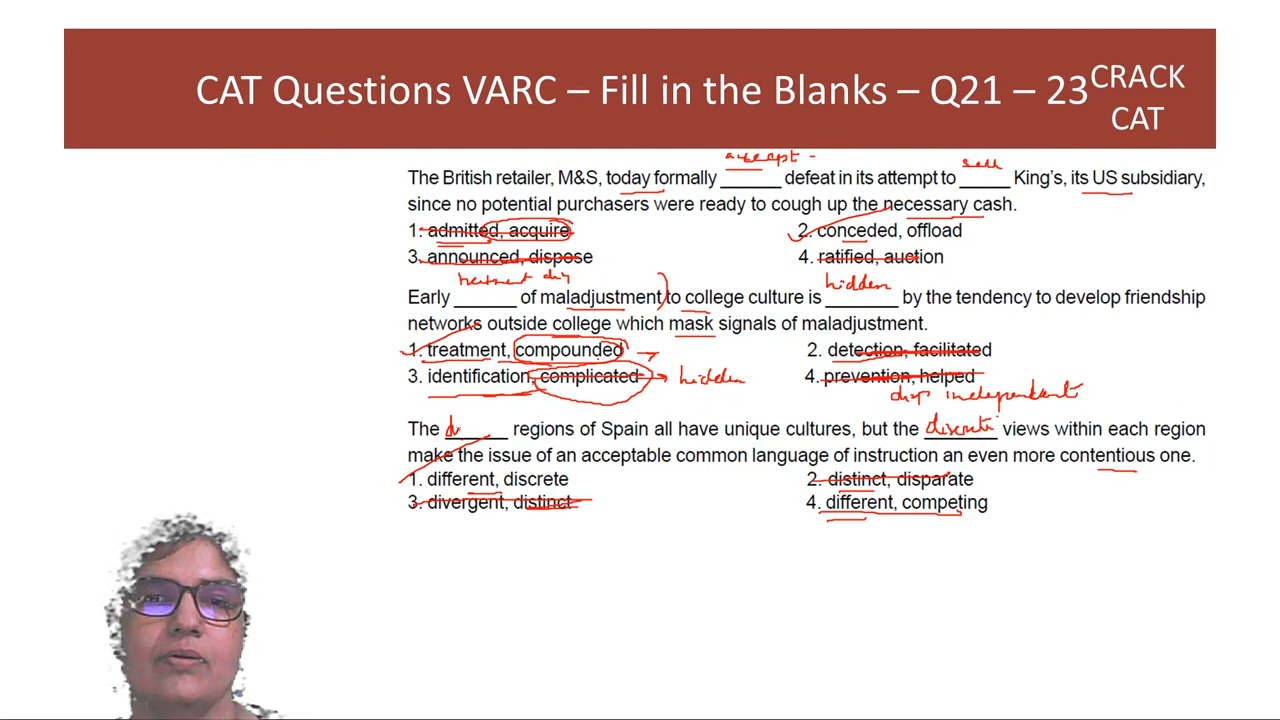 CAT Questions VARC – Fill in the Blanks – Q21 – 23
CRACK
CAT
accept -
sell
The British retailer, M&S, today formally ______ defeat in its attempt to _____ King's, its US subsidiary,
since no potential purchasers were ready to cough up the necessary cash.
1. admitted, acquire
2. conceded, offload
3. announced, dispose
4. ratified, auction
treatment
hidden
Early ______ of maladjustment to college culture is _______ by the tendency to develop friendship
networks outside college which mask signals of maladjustment.
1. treatment, compounded
2. detection, facilitated
3. identification, complicated
hidden
4. prevention, helped
independent
The ______ regions of Spain all have unique cultures, but the _______ views within each region
make the issue of an acceptable common language of instruction an even more contentious one.
1. different, discrete
2. distinct, disparate
3. divergent, distinct
4. different, competing